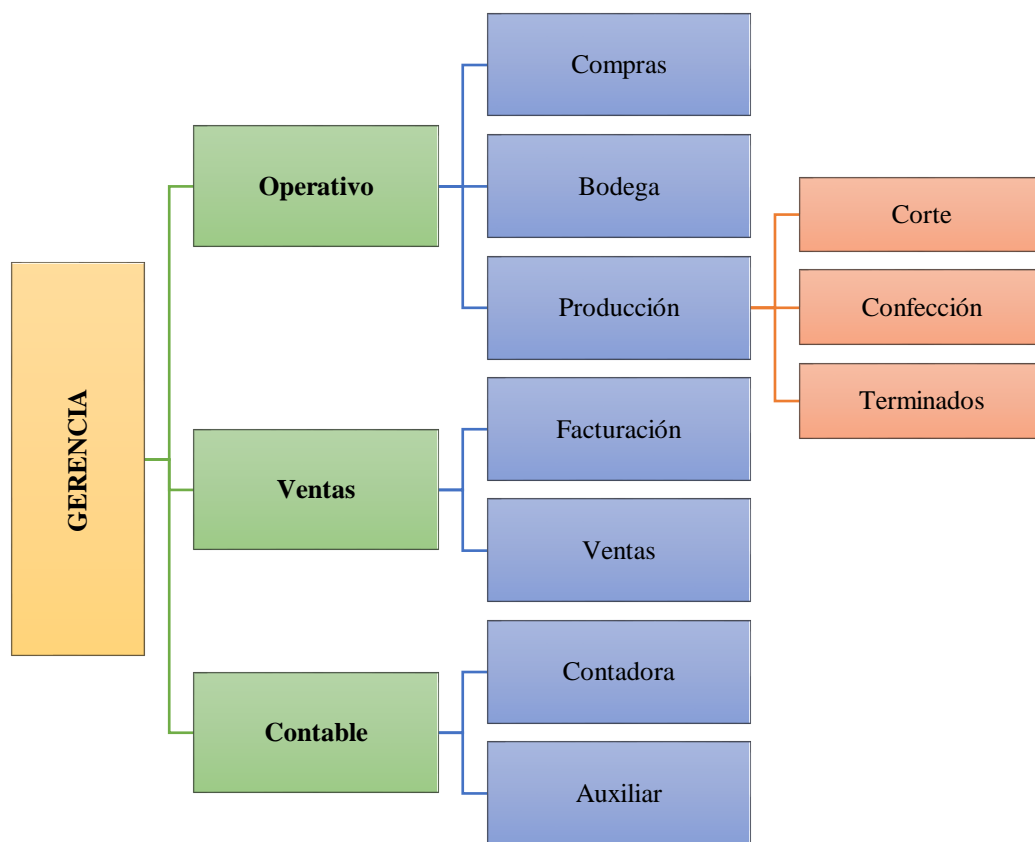 GERENCIA
Operativo
Compras
Bodega
Producción
Corte
Confección
Terminados
Ventas
Facturación
Ventas
Contable
Contadora
Auxiliar